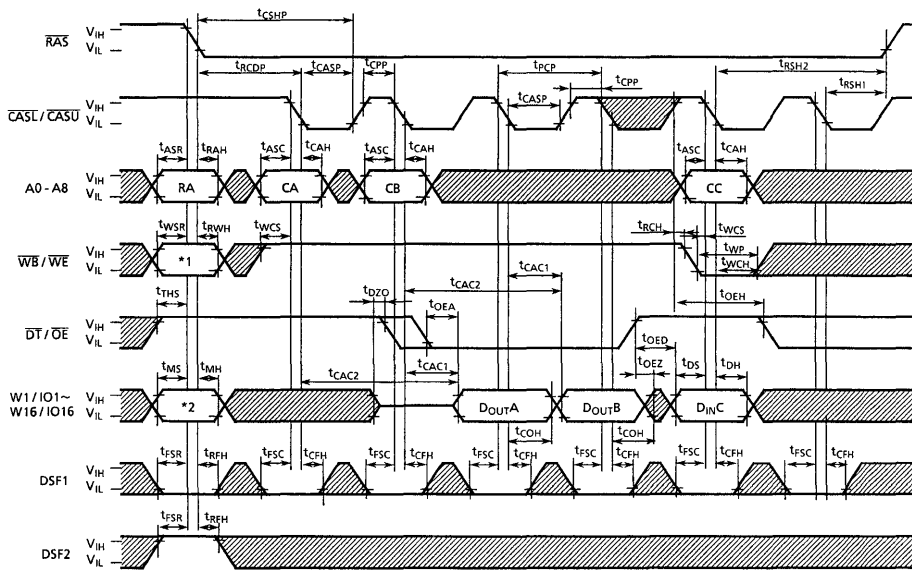 tCSHP
RAS VIH
VIL
tRCDP tCASP tCPP tPCP tCPP tRSH2
tCASP tRSH1
CASL / CASU VIH
VIL
tASR tRAH tASC tCAH tASC tCAH tASC tCAH
A0 - A8 VIH RA CA CB CC
VIL
tWSR tRWH tWCS tRCH tWCS
tWP
WB / WE VIH *1 tWCH
VIL
tCAC1
tTHS tDZO tCAC2 tOEH
tOEA
DT / OE VIH
VIL tOED
tOEZ
tMS tMH tCAC2 tCAC1 tDS tDH
W1 / IO1~ VIH *2 DOUTA DOUTB DINC
W16 / IO16 VIL
tCOH tCOH
tFSR tRFH tFSC tCFH tFSC tCFH tFSC tCFH tFSC tCFH tFSC tCFH tFSC tCFH
DSF1 VIH
VIL
tFSR tRFH
DSF2 VIH
VIL